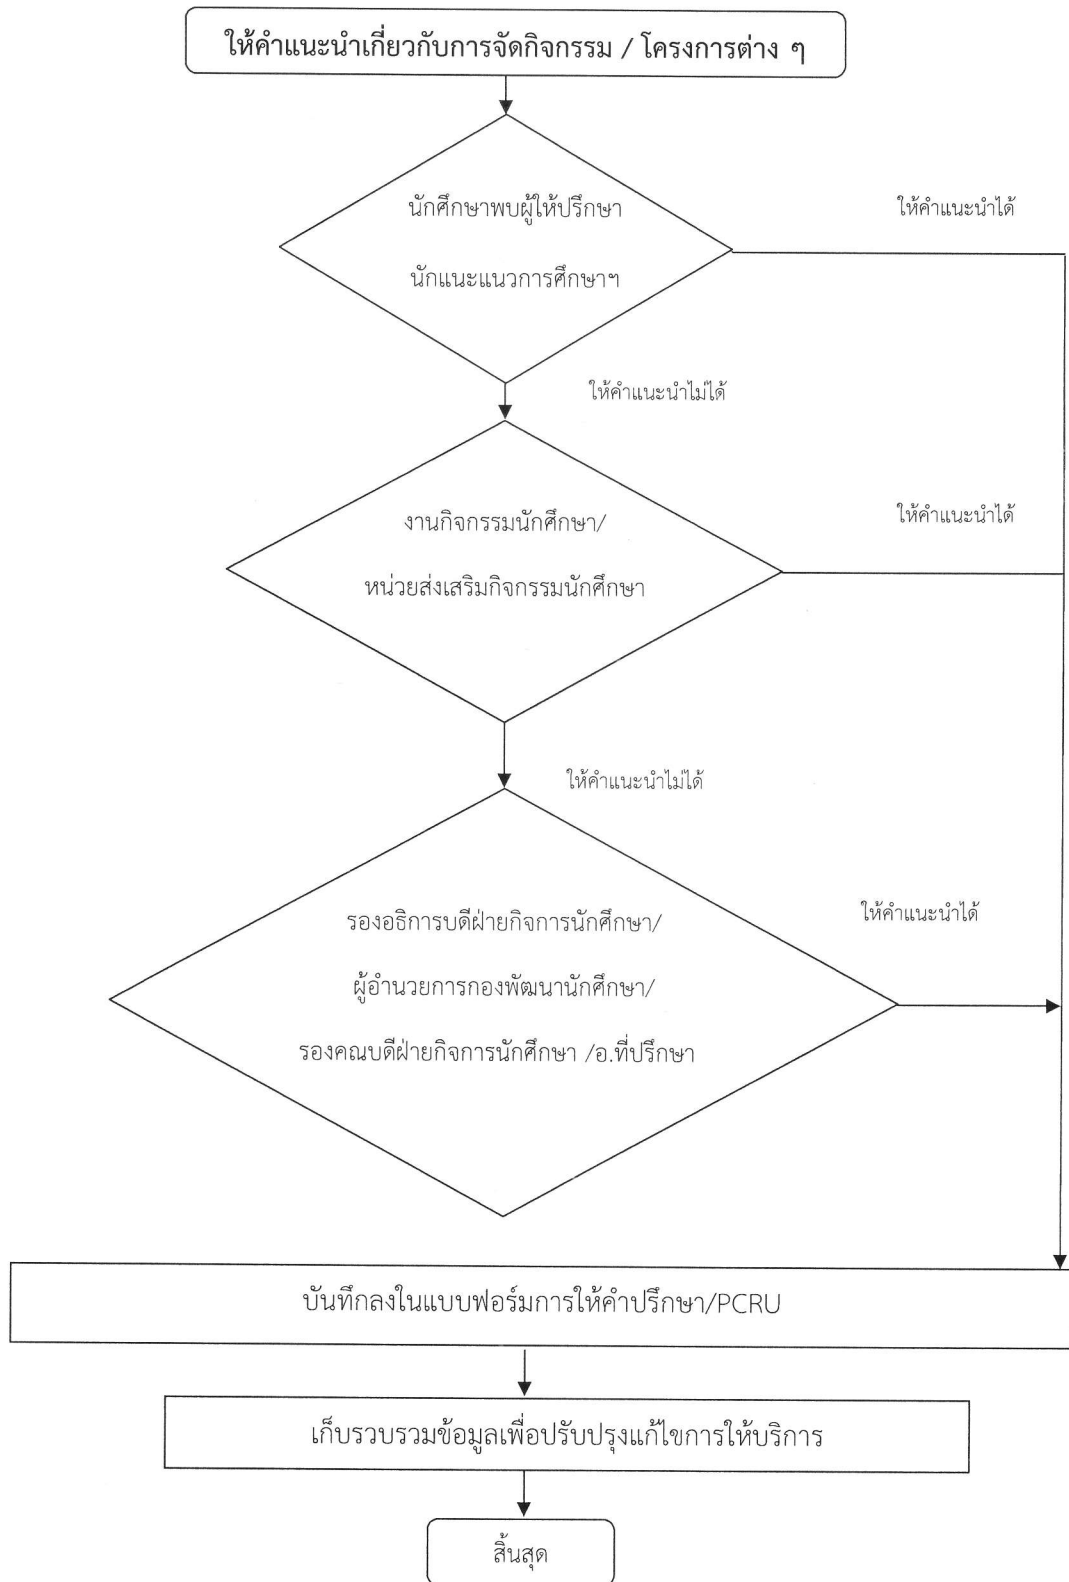 ให้คำแนะนำเกี่ยวกับการจัดกิจกรรม / โครงการต่าง ๆ
นักศึกษาพบผู้ให้ปรึกษา
ให้คำแนะนำได้
นักแนะแนวการศึกษาฯ
ให้คำแนะนำไม่ได้
งานกิจกรรมนักศึกษา/
ให้คำแนะนำได้
หน่วยส่งเสริมกิจกรรมนักศึกษา
ให้คำแนะนำไม่ได้
รองอธิการบดีฝ่ายกิจการนักศึกษา/
ให้คำแนะนำได้
ผู้อำนวยการกองพัฒนานักศึกษา/
รองคณบดีฝ่ายกิจการนักศึกษา /อ.ที่ปรึกษา
บันทึกลงในแบบฟอร์มการให้คำปรึกษา/PCRU
เก็บรวบรวมข้อมูลเพื่อปรับปรุงแก้ไขการให้บริการ
สิ้นสุด